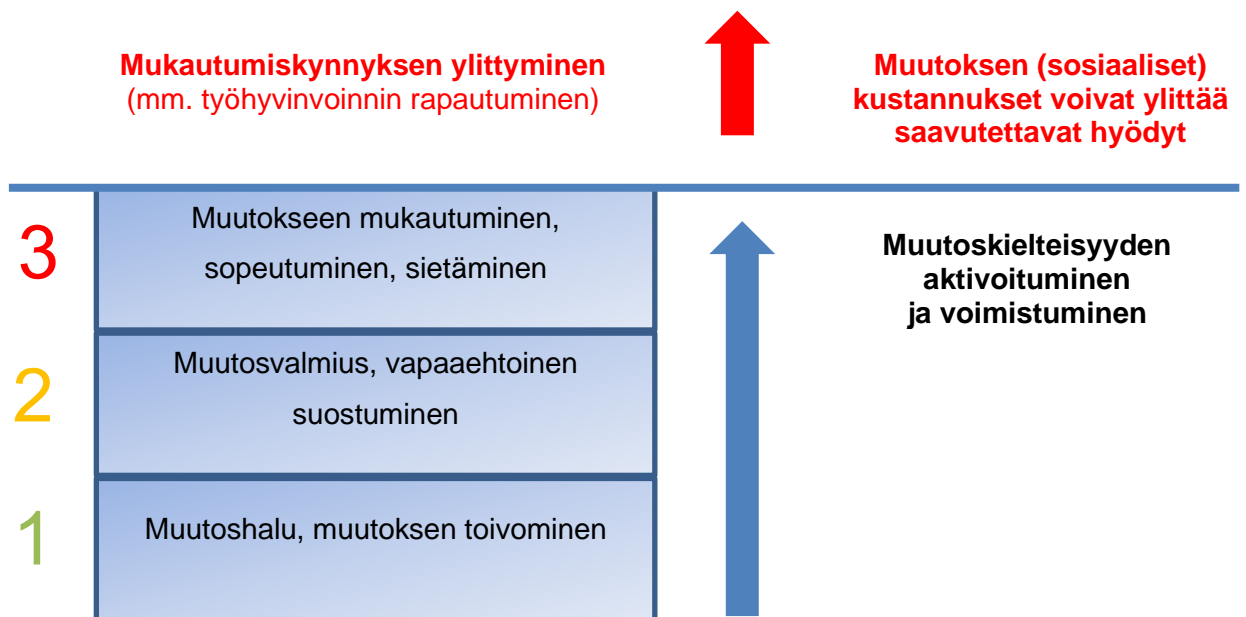 Mukautumiskynnyksen ylittyminen
(mm. työhyvinvoinnin rapautuminen)
Muutoksen (sosiaaliset)
kustannukset voivat ylittää
saavutettavat hyödyt
3
Muutokseen mukautuminen,
sopeutuminen, sietäminen
Muutoskielteisyyden
aktivoituminen
ja voimistuminen
2
Muutosvalmius, vapaaehtoinen
suostuminen
1
Muutoshalu, muutoksen toivominen